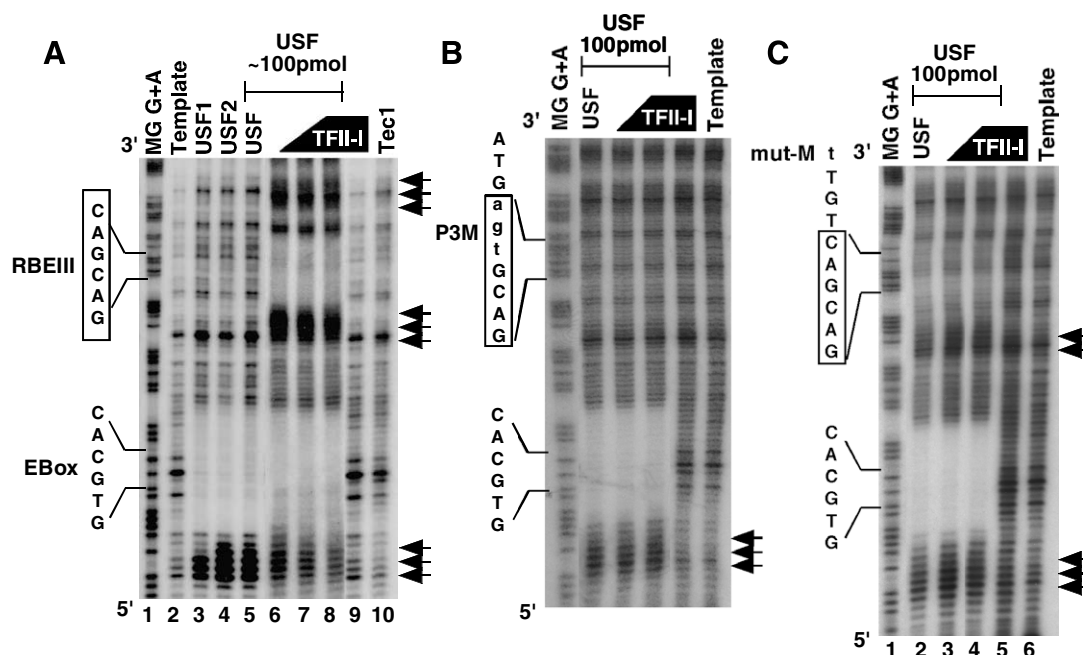 A
USF
~100pmol
MG G+A
Template
USF1
USF2
USF
TFII-I
Tec1
3'
RBEIII
C
A
G
C
A
G
EBox
C
A
C
G
T
G
5'
1 2 3 4 5 6 7 8 9 10
B
USF
100pmol
MG G+A
USF
TFII-I
Template
3'
A
T
G
P3M
a
g
t
G
C
A
G
C
A
C
G
T
G
5'
C
USF
100pmol
MG G+A
USF
TFII-I
Template
mut-M
t
3'
T
G
T
C
A
G
C
A
G
C
A
C
G
T
G
5'
1 2 3 4 5 6